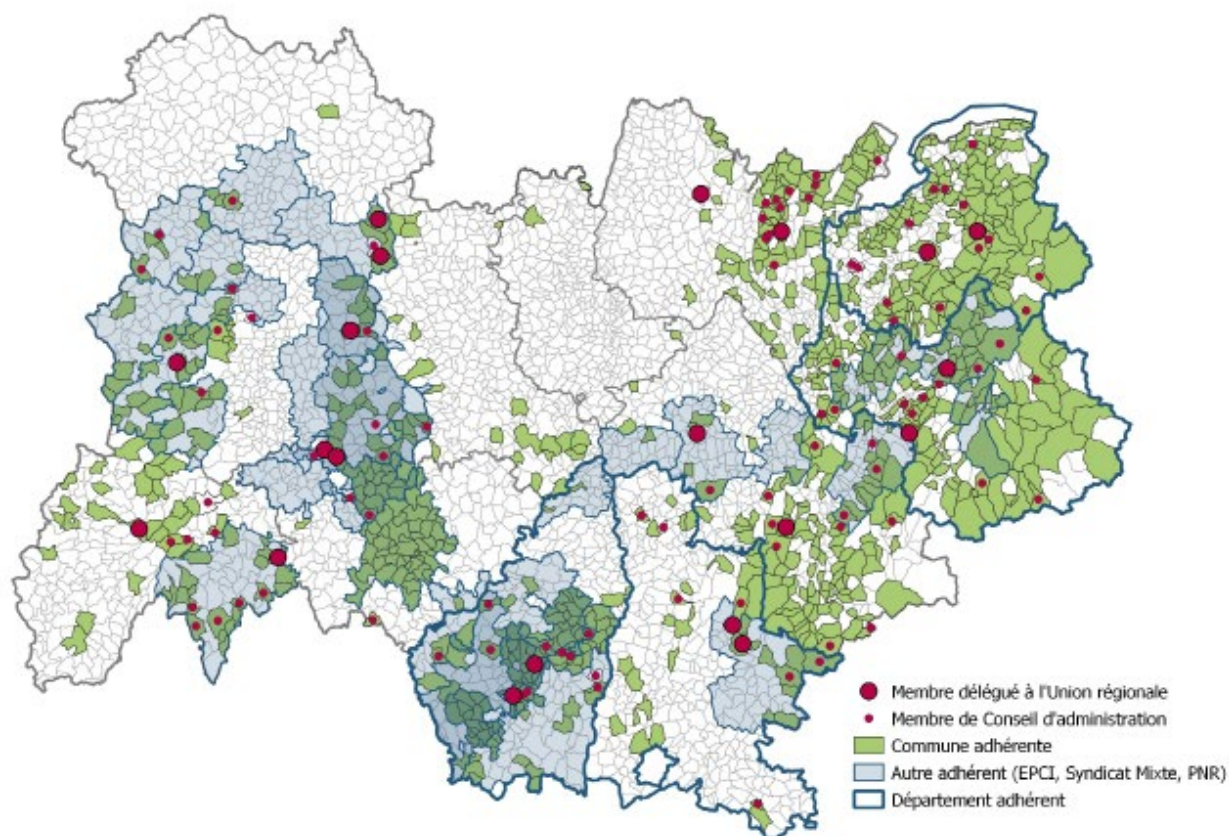 Membre délégué à l'Union régionale
Membre de Conseil d'administration
Commune adhérente
Autre adhérent (EPCI, Syndicat Mixte, PNR)
Département adhérent